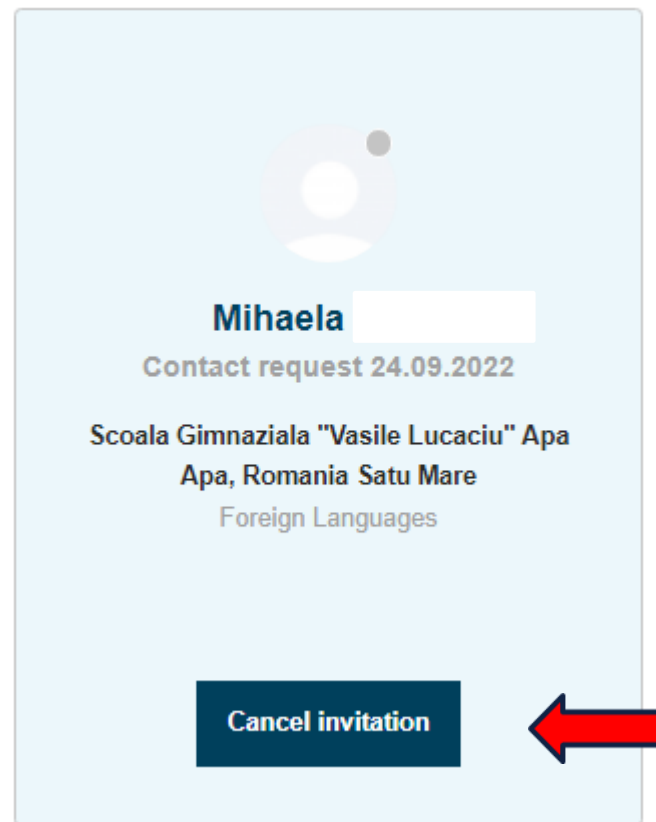 Mihaela
Contact request 24.09.2022
Scoala Gimnaziala "Vasile Lucaciu" Apa
Apa, Romania Satu Mare
Foreign Languages
Cancel invitation